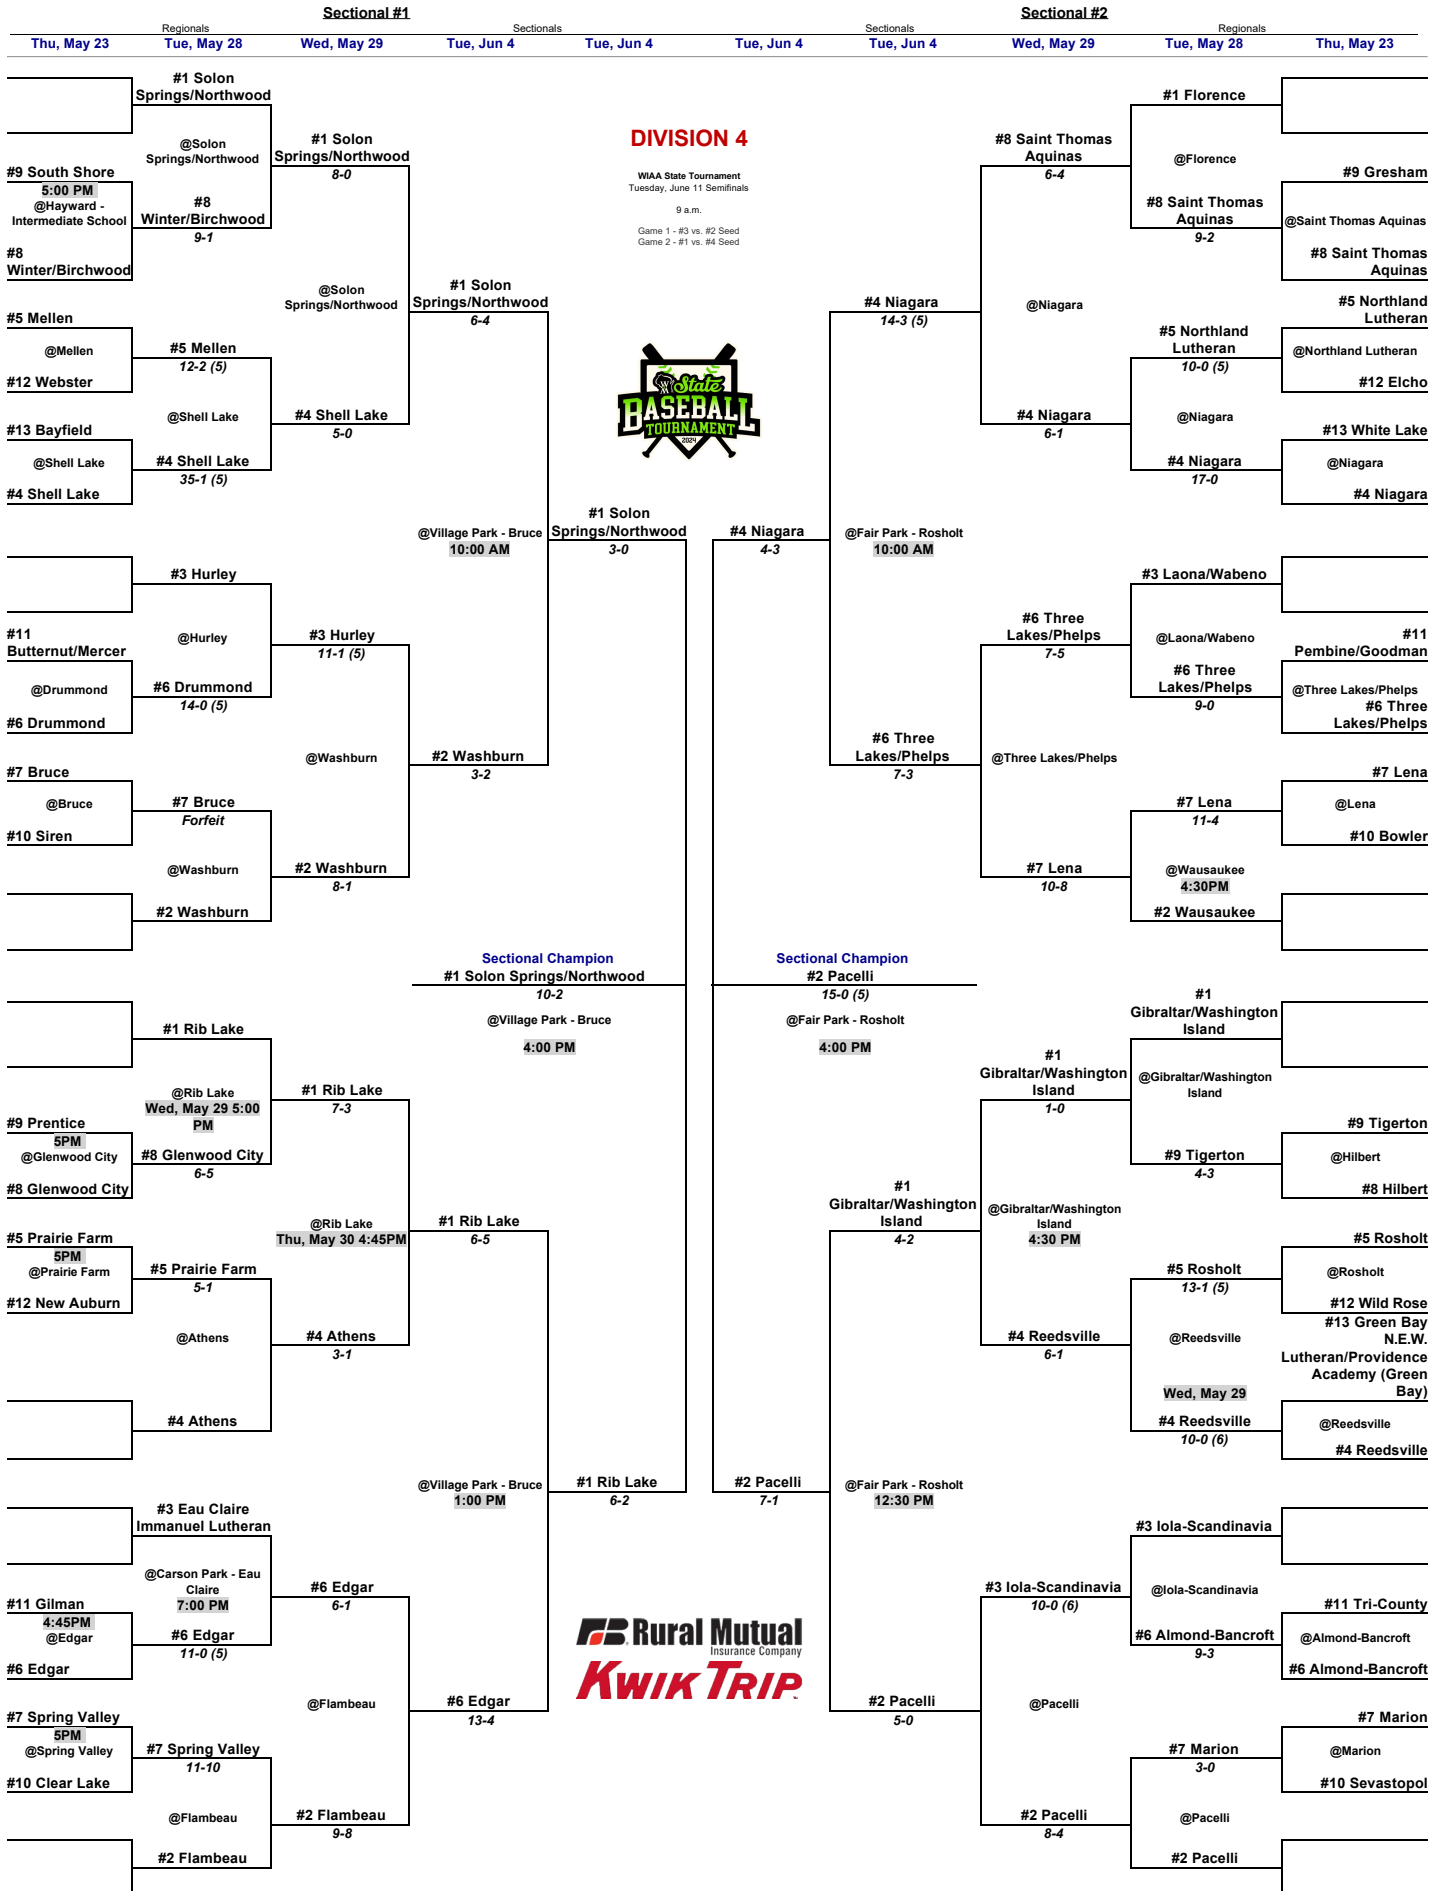 Sectional #1
Sectional #2
Regionals
Sectionals
Sectionals
Regionals
Thu, May 23
Tue, May 28
Wed, May 29
Tue, Jun 4
Tue, Jun 4
Tue, Jun 4
Tue, Jun 4
Wed, May 29
Tue, May 28
Thu, May 23
#1 Solon
Springs/Northwood
@Solon
Springs/Northwood
#1 Solon
Springs/Northwood
8-0
#9 South Shore
5:00 PM
@Hayward -
Intermediate School
#8
Winter/Birchwood
#8
Winter/Birchwood
9-1
@Solon
Springs/Northwood
#1 Solon
Springs/Northwood
6-4
#5 Mellen
@Mellen
#12 Webster
#5 Mellen
12-2 (5)
@Shell Lake
#4 Shell Lake
5-0
#13 Bayfield
@Shell Lake
#4 Shell Lake
#4 Shell Lake
35-1 (5)
@Village Park - Bruce
10:00 AM
#1 Solon
Springs/Northwood
3-0
#3 Hurley
@Hurley
#3 Hurley
11-1 (5)
#11
Butternut/Mercer
@Drummond
#6 Drummond
#6 Drummond
14-0 (5)
@Washburn
#2 Washburn
3-2
#7 Bruce
@Bruce
#10 Siren
#7 Bruce
Forfeit
@Washburn
#2 Washburn
8-1
#2 Washburn
Sectional Champion
#1 Solon Springs/Northwood
10-2
@Village Park - Bruce
4:00 PM
#1 Rib Lake
@Rib Lake
Wed, May 29 5:00
PM
#1 Rib Lake
7-3
#9 Prentice
5PM
@Glenwood City
#8 Glenwood City
#8 Glenwood City
6-5
@Rib Lake
Thu, May 30 4:45PM
#1 Rib Lake
6-5
#5 Prairie Farm
5PM
@Prairie Farm
#12 New Auburn
#5 Prairie Farm
5-1
@Athens
#4 Athens
3-1
#4 Athens
@Village Park - Bruce
1:00 PM
#1 Rib Lake
6-2
#3 Eau Claire
Immanuel Lutheran
@Carson Park - Eau
Claire
7:00 PM
#6 Edgar
6-1
#11 Gilman
4:45PM
@Edgar
#6 Edgar
#6 Edgar
11-0 (5)
@Flambeau
#6 Edgar
13-4
#7 Spring Valley
5PM
@Spring Valley
#10 Clear Lake
#7 Spring Valley
11-10
@Flambeau
#2 Flambeau
9-8
#2 Flambeau
DIVISION 4
WIAA State Tournament
Tuesday, June 11 Semifinals
9 a.m.
Game 1 - #3 vs. #2 Seed
Game 2 - #1 vs. #4 Seed
State
BASEBALL
TOURNAMENT
2024
Rural Mutual
Insurance Company
KWIK TRIP
#1 Florence
@Florence
#8 Saint Thomas
Aquinas
6-4
#9 Gresham
@Saint Thomas Aquinas
#8 Saint Thomas
Aquinas
#8 Saint Thomas
Aquinas
9-2
@Niagara
#4 Niagara
14-3 (5)
#5 Northland
Lutheran
@Northland Lutheran
#12 Elcho
#5 Northland
Lutheran
10-0 (5)
@Niagara
#4 Niagara
6-1
#13 White Lake
@Niagara
#4 Niagara
#4 Niagara
17-0
@Fair Park - Rosholt
10:00 AM
#4 Niagara
4-3
#3 Laona/Wabeno
@Laona/Wabeno
#6 Three
Lakes/Phelps
7-5
#11
Pembine/Goodman
@Three Lakes/Phelps
#6 Three
Lakes/Phelps
#6 Three
Lakes/Phelps
9-0
@Three Lakes/Phelps
#6 Three
Lakes/Phelps
7-3
#7 Lena
@Lena
#10 Bowler
#7 Lena
11-4
@Wausaukee
4:30PM
#7 Lena
10-8
#2 Wausaukee
Sectional Champion
#2 Pacelli
15-0 (5)
@Fair Park - Rosholt
4:00 PM
#1
Gibraltar/Washington
Island
@Gibraltar/Washington
Island
#1
Gibraltar/Washington
Island
1-0
#9 Tigerton
@Hilbert
#8 Hilbert
#9 Tigerton
4-3
@Gibraltar/Washington
Island
4:30 PM
#1
Gibraltar/Washington
Island
4-2
#5 Rosholt
@Rosholt
#12 Wild Rose
#5 Rosholt
13-1 (5)
@Reedsville
Wed, May 29
#4 Reedsville
6-1
#13 Green Bay
N.E.W.
Lutheran/Providence
Academy (Green
Bay)
@Reedsville
#4 Reedsville
#4 Reedsville
10-0 (6)
@Fair Park - Rosholt
12:30 PM
#2 Pacelli
7-1
#3 Iola-Scandinavia
@Iola-Scandinavia
#3 Iola-Scandinavia
10-0 (6)
#11 Tri-County
@Almond-Bancroft
#6 Almond-Bancroft
#6 Almond-Bancroft
9-3
@Pacelli
#2 Pacelli
5-0
#7 Marion
@Marion
#10 Sevastopol
#7 Marion
3-0
@Pacelli
#2 Pacelli
8-4
#2 Pacelli